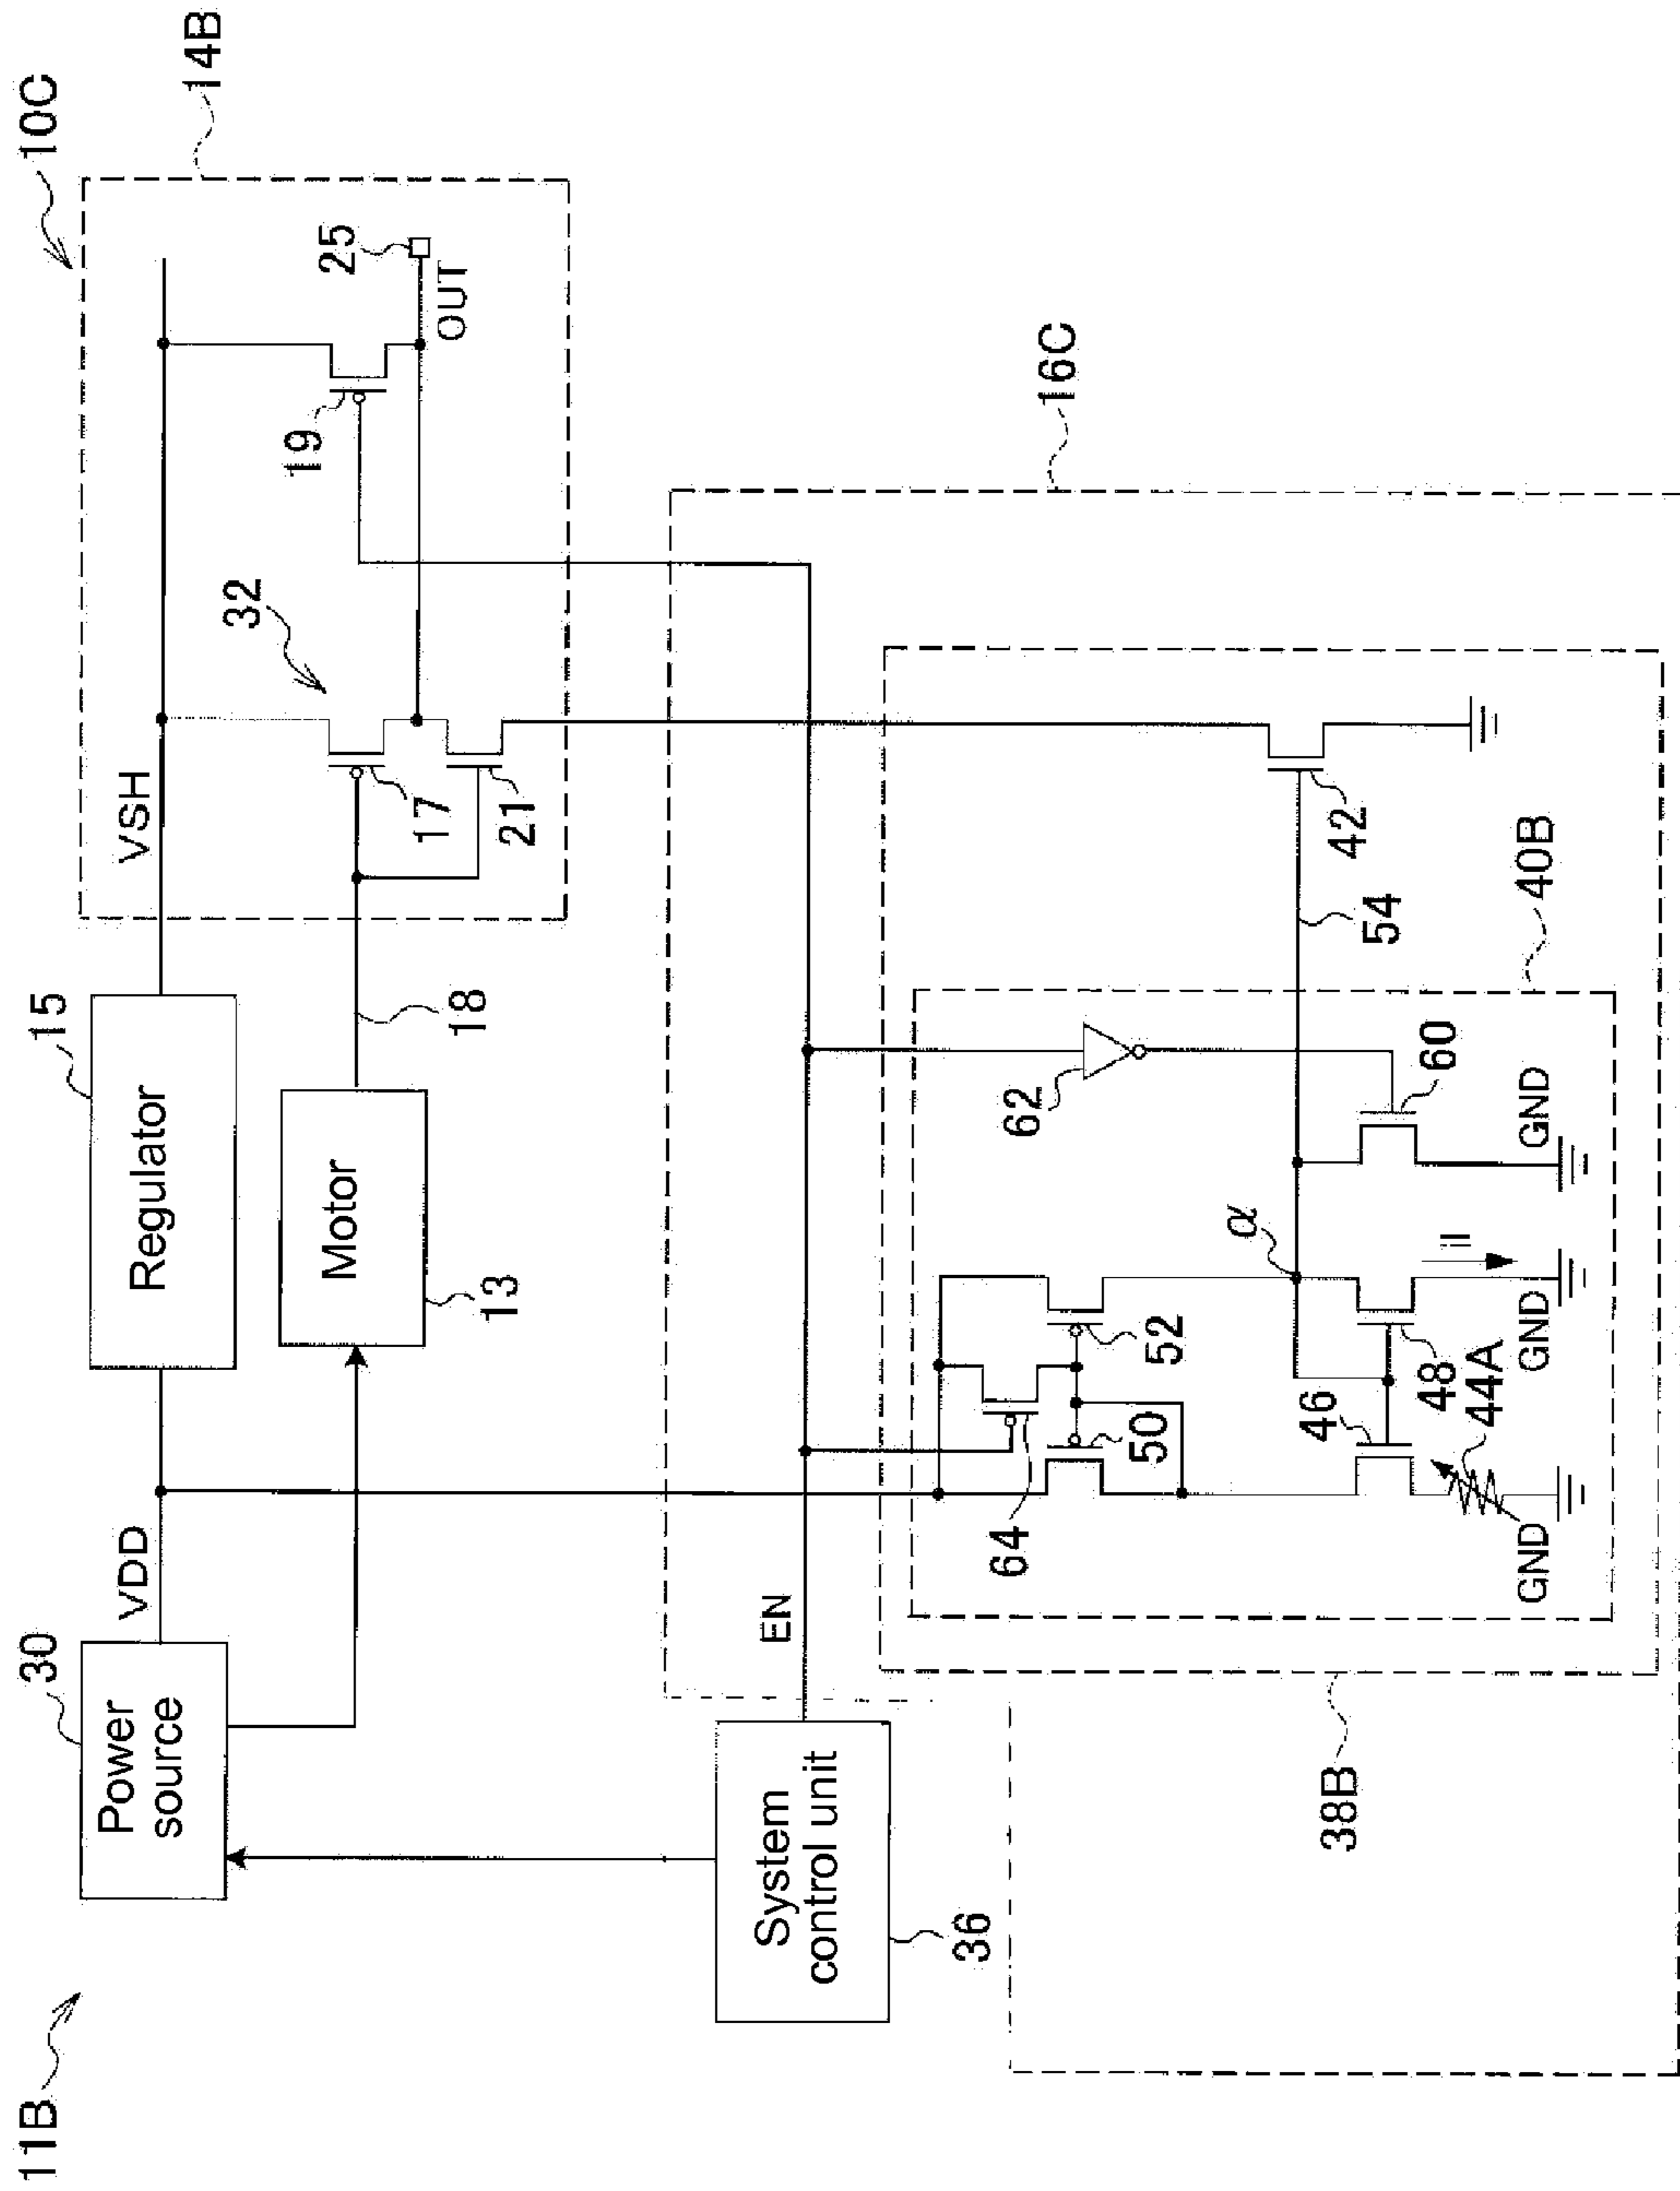 11B
10C
14B
30
Power
source
VDD
15
Regulator
VSH
32
25
OUT
19
17
21
Motor
13
18
System
control unit
36
EN
16C
38B
40B
62
64
50
52
54
42
α
46
48
44A
60
II
GND
GND
GND